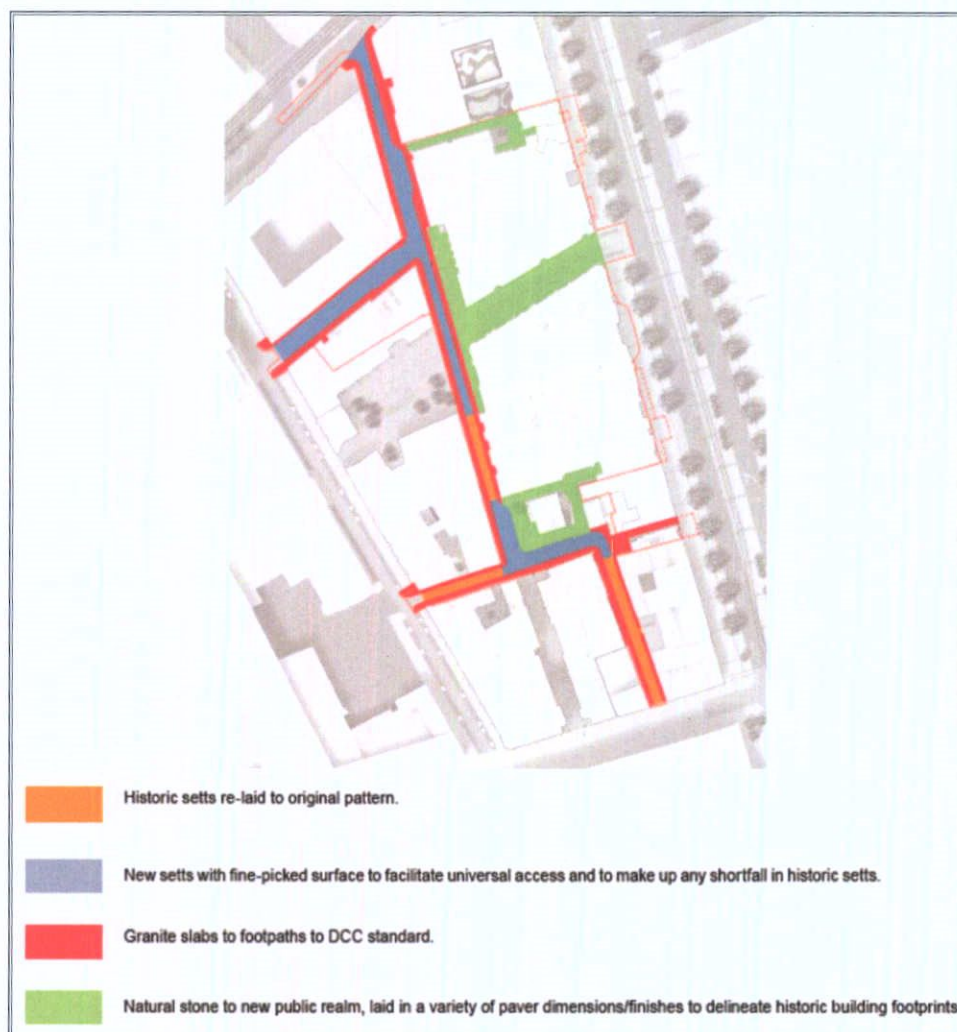 Historic setts re-laid to original pattern.
New setts with fine-picked surface to facilitate universal access and to make up any shortfall in historic setts.
Granite slabs to footpaths to DCC standard.
Natural stone to new public realm, laid in a variety of paver dimensions/finishes to delineate historic building footprints